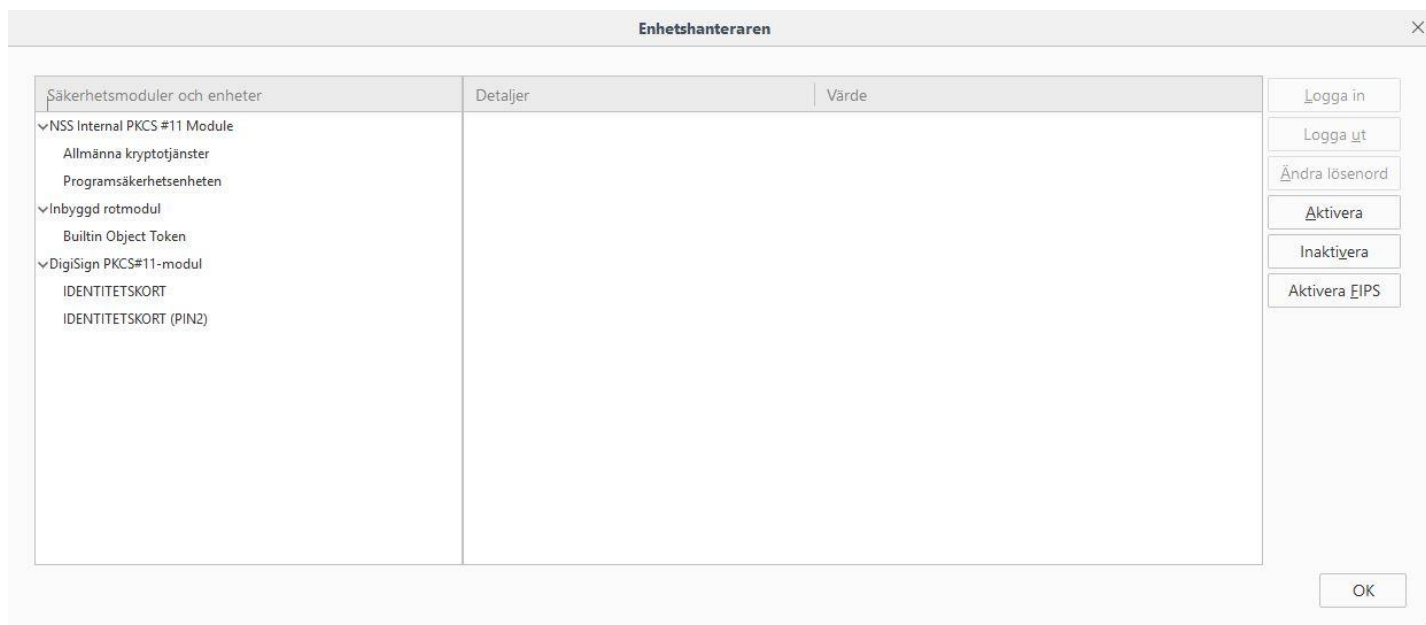 Enhetshanteraren
Säkerhetsmoduler och enheter Detaljer Värde
NSS Internal PKCS #11 Module
Allmänna kryptotjänster
Programsäkerhetsenheten
Inbyggd rotmodul
Builtin Object Token
DigiSign PKCS#11-modul
IDENTITETSKORT
IDENTITETSKORT (PIN2)
Logga in
Logga ut
Ändra lösenord
Aktivera
Inaktivera
Aktivera FIPS
OK